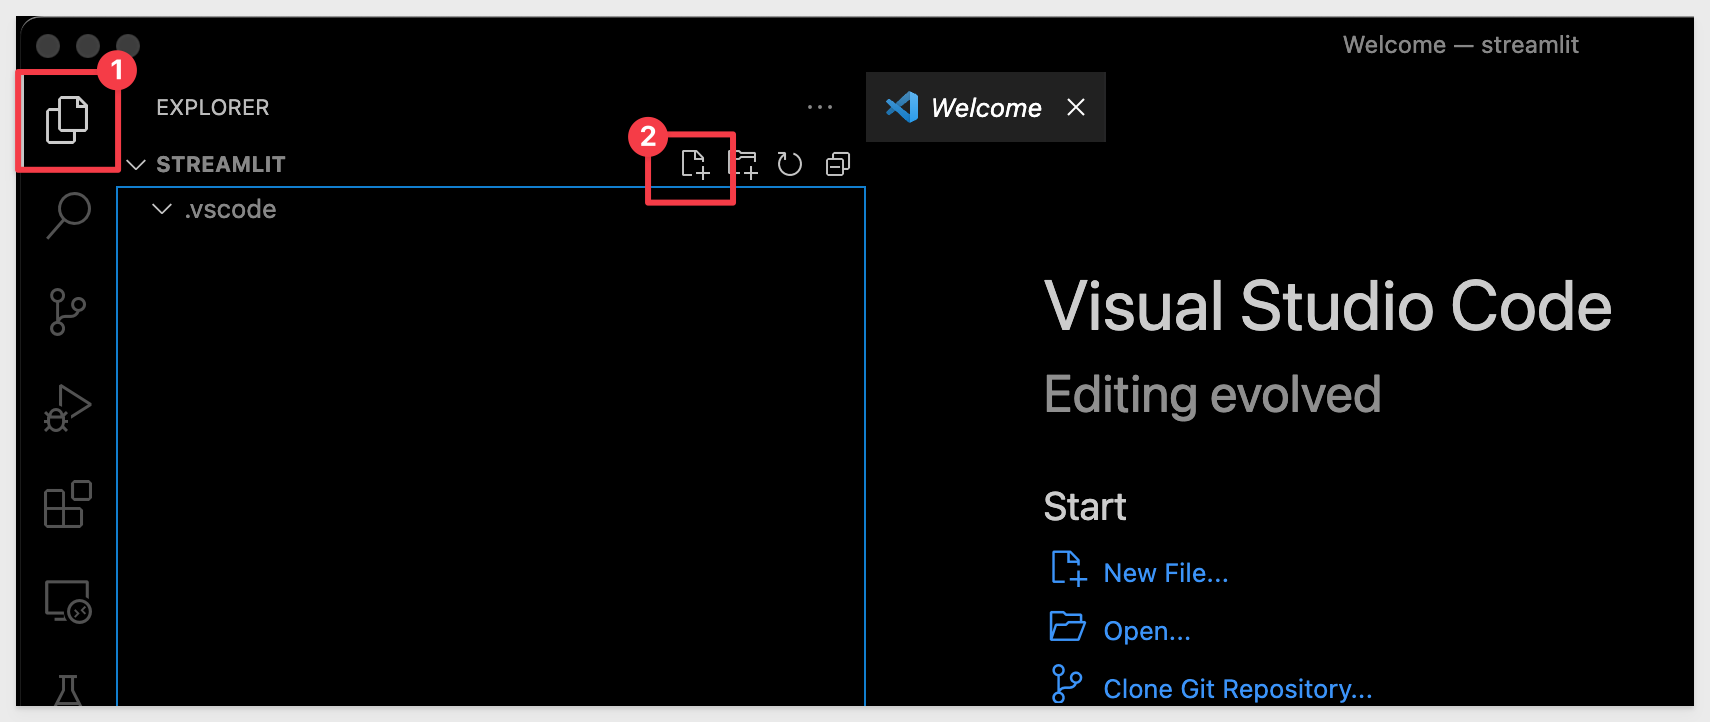 Welcome — streamlit
1
EXPLORER
Welcome
2
STREAMLIT
.vscode
Visual Studio Code
Editing evolved
Start
New File...
Open...
Clone Git Repository...